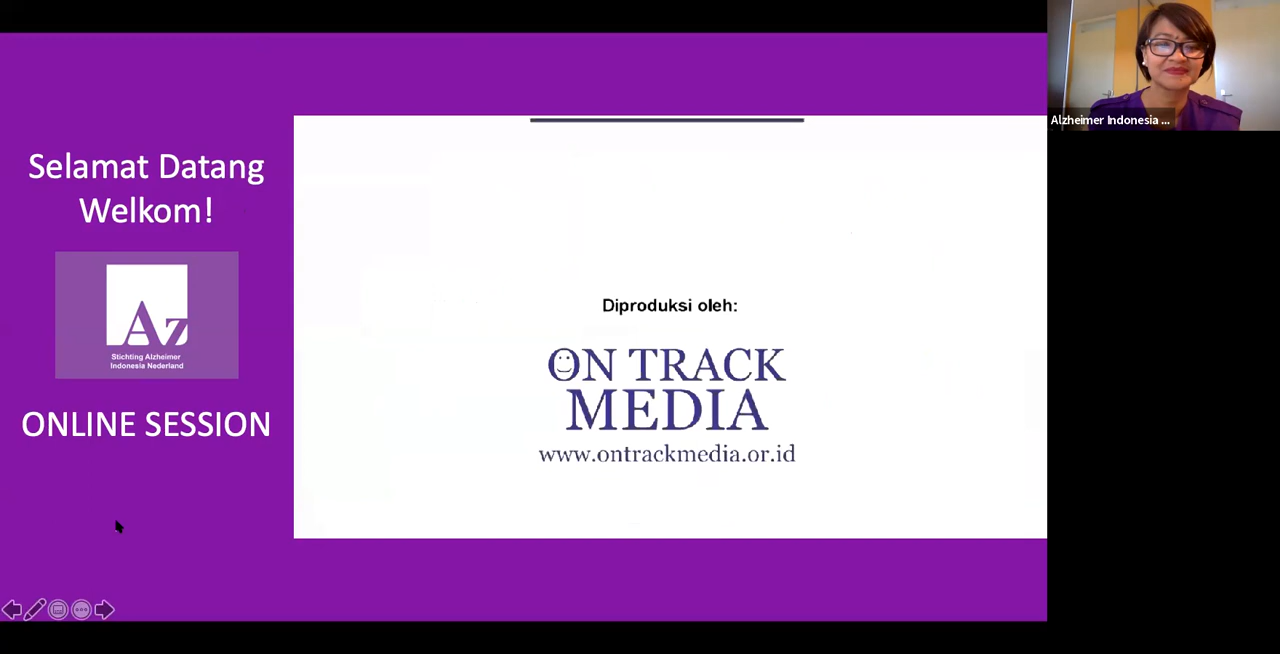 Selamat Datang
Welkom!
Az
Stichting Alzheimer
Indonesia Nederland
ONLINE SESSION
Diproduksi oleh:
ON TRACK
MEDIA
www.ontrackmedia.or.id
Alzheimer Indonesia ...